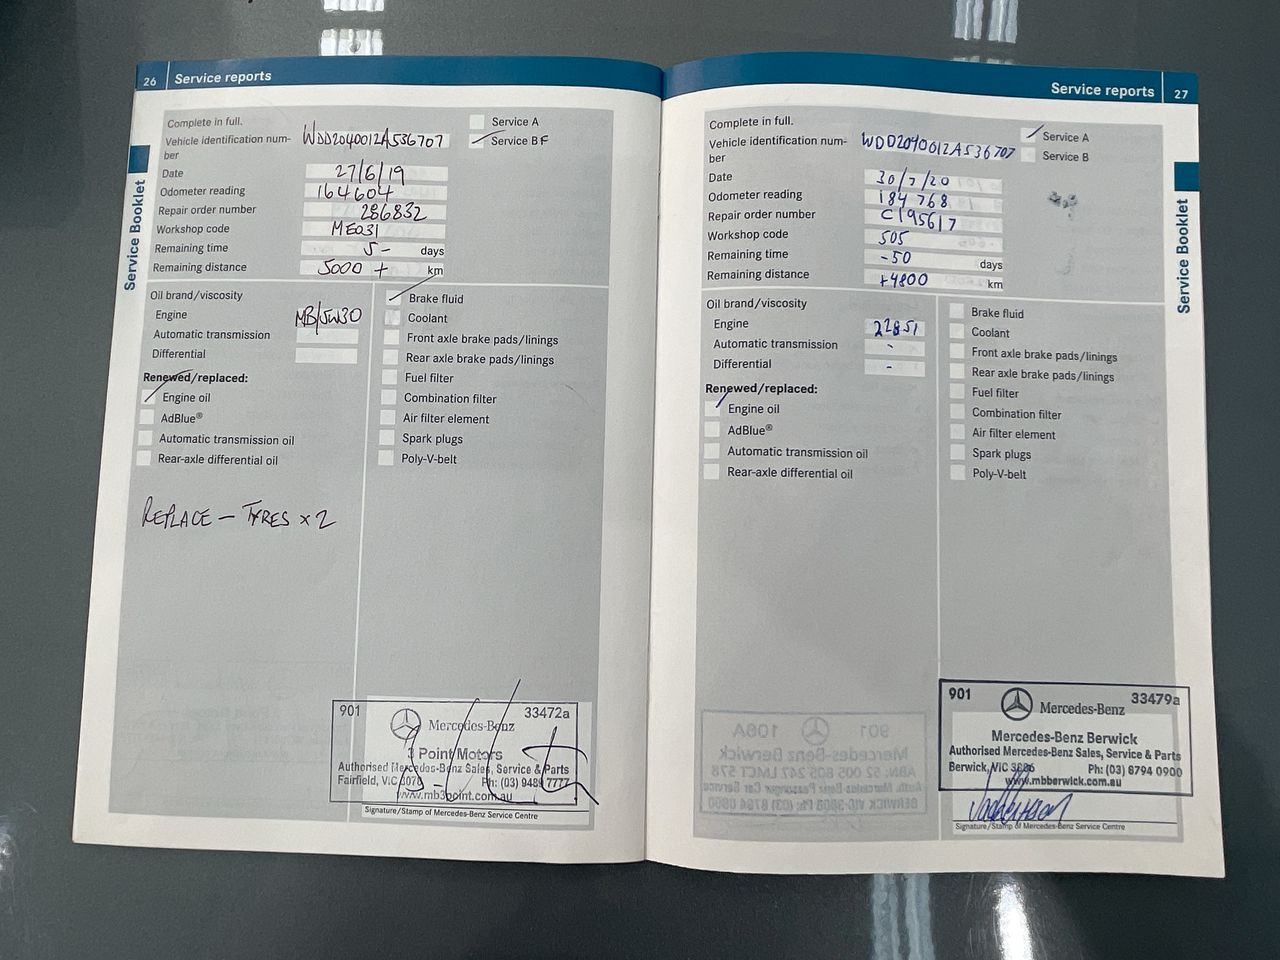 26 Service reports
Complete in full.
Service A
Vehicle identification num-
ber
WDD2040012A536707
Service B F
Date 27/6/19
Odometer reading 164604
Repair order number 286832
Workshop code ME031
Remaining time 5 - days
Remaining distance 5000 + km
Oil brand/viscosity
Engine MB/5W30
Automatic transmission
Differential
Renewed/replaced:
Engine oil
AdBlue®
Automatic transmission oil
Rear-axle differential oil
Brake fluid
Coolant
Front axle brake pads/linings
Rear axle brake pads/linings
Fuel filter
Combination filter
Air filter element
Spark plugs
Poly-V-belt
REPLACE – TYRES x 2
901 33472a
Mercedes-Benz
3 Point Motors
Authorised Mercedes-Benz Sales, Service & Parts
Fairfield, VIC 3078 Ph: (03) 9489 7777
www.mb3point.com.au
Signature/Stamp of Mercedes-Benz Service Centre
Service Booklet
Service reports 27
Complete in full.
Service A
Vehicle identification num-
ber
WDD2040012A536707
Service B
Date 30/7/20
Odometer reading 184768
Repair order number C195617
Workshop code 505
Remaining time -50 days
Remaining distance +4800 km
Oil brand/viscosity
Engine 22851
Automatic transmission -
Differential -
Renewed/replaced:
Engine oil
AdBlue®
Automatic transmission oil
Rear-axle differential oil
Brake fluid
Coolant
Front axle brake pads/linings
Rear axle brake pads/linings
Fuel filter
Combination filter
Air filter element
Spark plugs
Poly-V-belt
901 33479a
Mercedes-Benz
Mercedes-Benz Berwick
Authorised Mercedes-Benz Sales, Service & Parts
Berwick, VIC 3806 Ph: (03) 8794 0900
www.mbberwick.com.au
Signature/Stamp of Mercedes-Benz Service Centre
Service Booklet